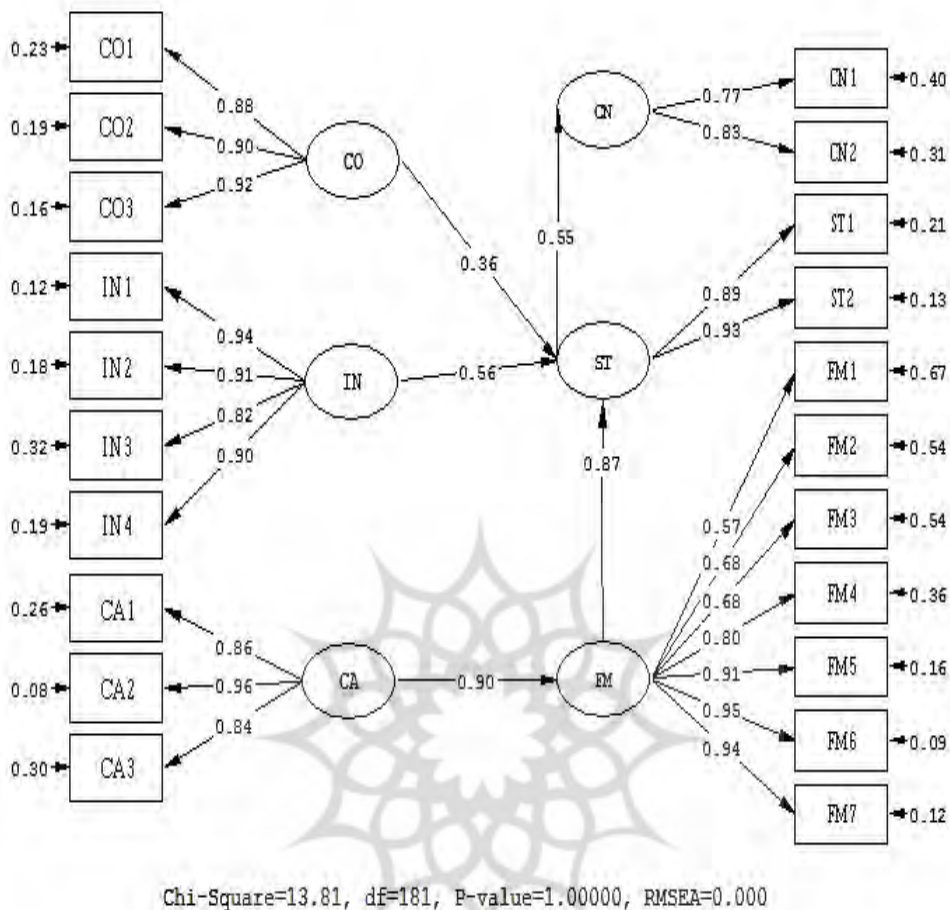 0.23 CO1
0.88
0.19 CO2
0.90
0.16 CO3
0.92
CO
0.36
0.12 IN1
0.94
0.18 IN2
0.91
0.32 IN3
0.82
0.19 IN4
0.90
IN
0.56
0.26 CA1
0.86
0.08 CA2
0.96
0.30 CA3
0.84
CA
0.90
CN
0.55
ST
0.87
FM
0.77
CN1 0.40
0.83
CN2 0.31
0.89
ST1 0.21
0.93
ST2 0.13
0.57
FM1 0.67
0.68
FM2 0.54
0.68
FM3 0.54
0.80
FM4 0.36
0.91
FM5 0.16
0.95
FM6 0.09
0.94
FM7 0.12
Chi-Square=13.81, df=181, P-value=1.00000, RMSEA=0.000